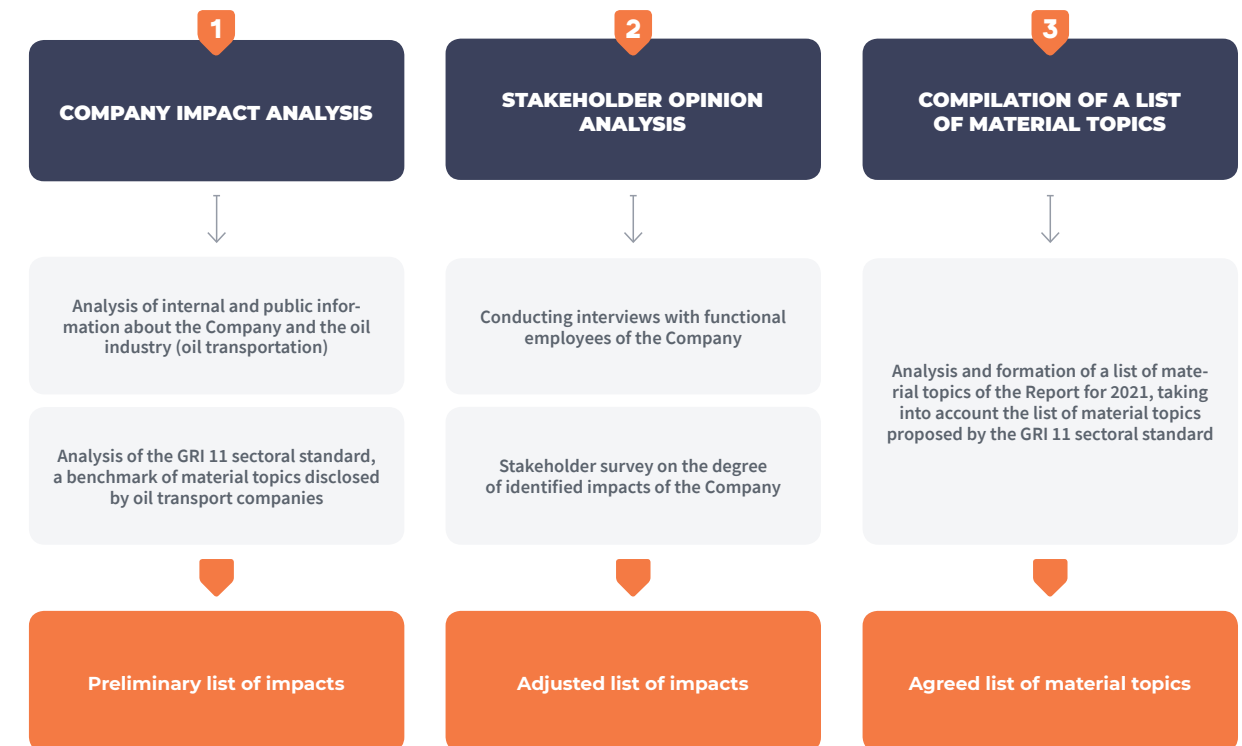 1
COMPANY IMPACT ANALYSIS
Analysis of internal and public infor-
mation about the Company and the oil
industry (oil transportation)
Analysis of the GRI 11 sectoral standard,
a benchmark of material topics disclosed
by oil transport companies
Preliminary list of impacts
2
STAKEHOLDER OPINION
ANALYSIS
Conducting interviews with functional
employees of the Company
Stakeholder survey on the degree
of identified impacts of the Company
Adjusted list of impacts
3
COMPILATION OF A LIST
OF MATERIAL TOPICS
Analysis and formation of a list of mate-
rial topics of the Report for 2021, taking
into account the list of material topics
proposed by the GRI 11 sectoral standard
Agreed list of material topics